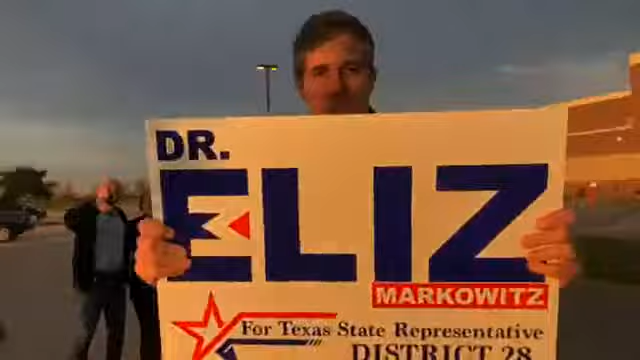 DR.
ELIZ
MARKOWITZ
For Texas State Representative
DISTRICT 28